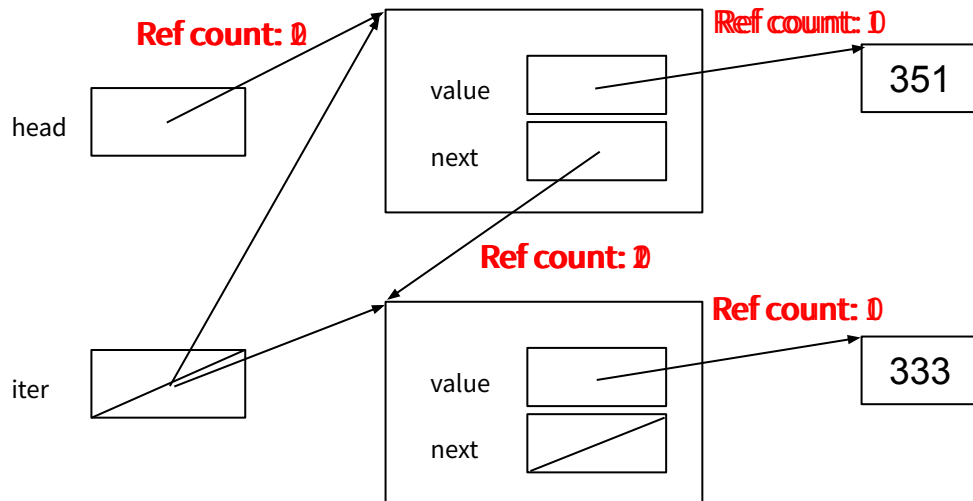 Ref count:
Ref count:
351
value
head
next
Ref count:
Ref count:
333
iter
value
next